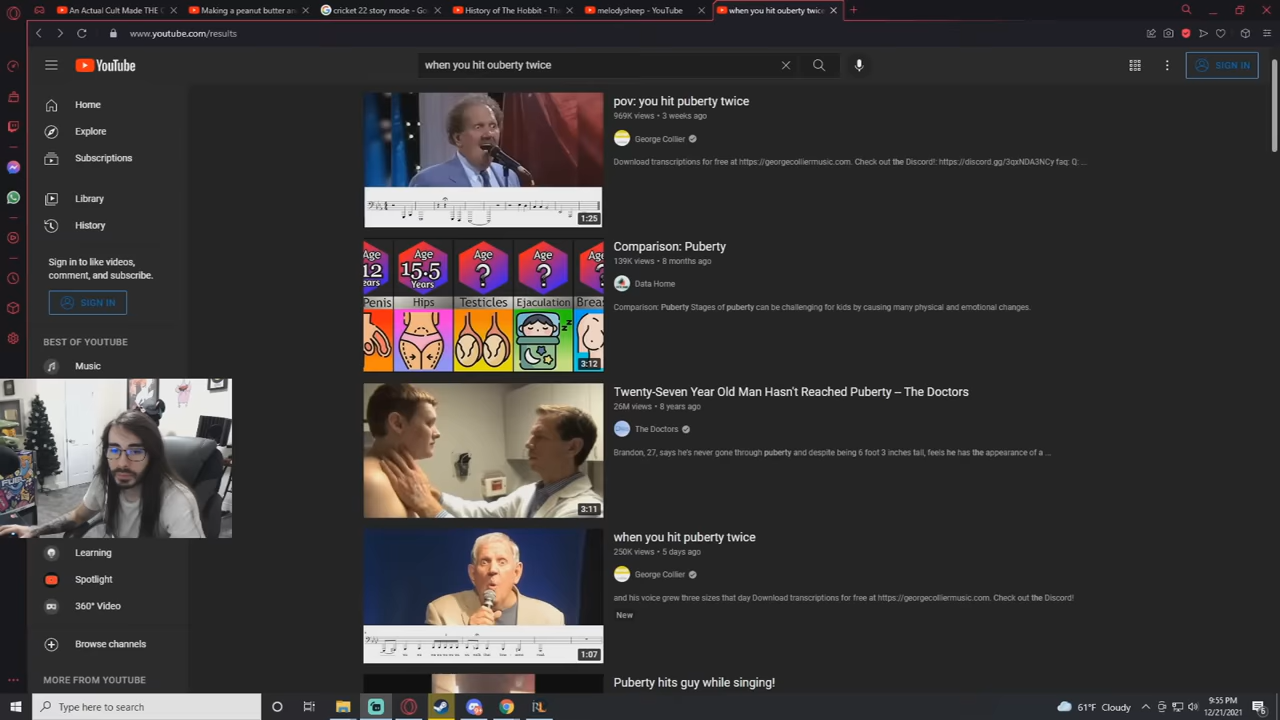 An Actual Cult Made THE
Making a peanut butter an
cricket 22 story mode - Go
History of The Hobbit - The
melodysheep - YouTube
when you hit ouberty twice
www.youtube.com/results
YouTube
when you hit ouberty twice
SIGN IN
Home
Explore
Subscriptions
Library
History
Sign in to like videos,
comment, and subscribe.
SIGN IN
BEST OF YOUTUBE
Music
Learning
Spotlight
360° Video
Browse channels
MORE FROM YOUTUBE
1:25
pov: you hit puberty twice
969K views • 3 weeks ago
George Collier
Download transcriptions for free at https://georgecolliermusic.com. Check out the Discord!: https://discord.gg/3qxNDA3NCy faq: Q: ...
Age
12
ears
Age
15.5
Years
Age
?
Age
?
Age
?
Penis
Hips
Testicles
Ejaculation
Breas
3:12
Comparison: Puberty
139K views • 8 months ago
Data Home
Comparison: Puberty Stages of puberty can be challenging for kids by causing many physical and emotional changes.
3:11
Twenty-Seven Year Old Man Hasn't Reached Puberty -- The Doctors
26M views • 8 years ago
The Doctors
Brandon, 27, says he's never gone through puberty and despite being 6 foot 3 inches tall, feels he has the appearance of a ...
1:07
when you hit puberty twice
250K views • 5 days ago
George Collier
and his voice grew three sizes that day Download transcriptions for free at https://georgecolliermusic.com. Check out the Discord!
New
Puberty hits guy while singing!
Type here to search
61°F Cloudy
9:55 PM
12/21/2021